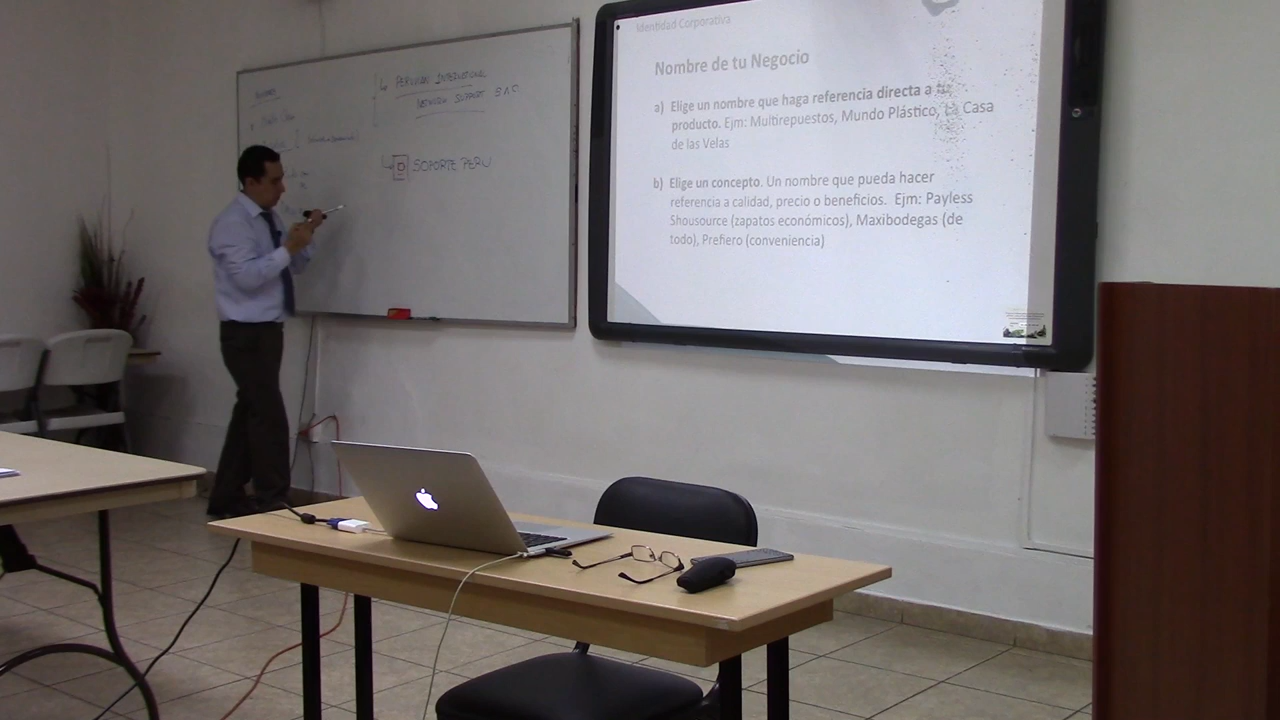 PERUVIAN INTERNATIONAL
NETWORK SUPPORT S A C
SOPORTE PERU
Identidad Corporativa
Nombre de tu Negocio
a) Elige un nombre que haga referencia directa a
producto. Ejm: Multirepuestos, Mundo Plástico, La Casa
de las Velas
b) Elige un concepto. Un nombre que pueda hacer
referencia a calidad, precio o beneficios. Ejm: Payless
Shousource (zapatos económicos), Maxibodegas (de
todo), Prefiero (conveniencia)